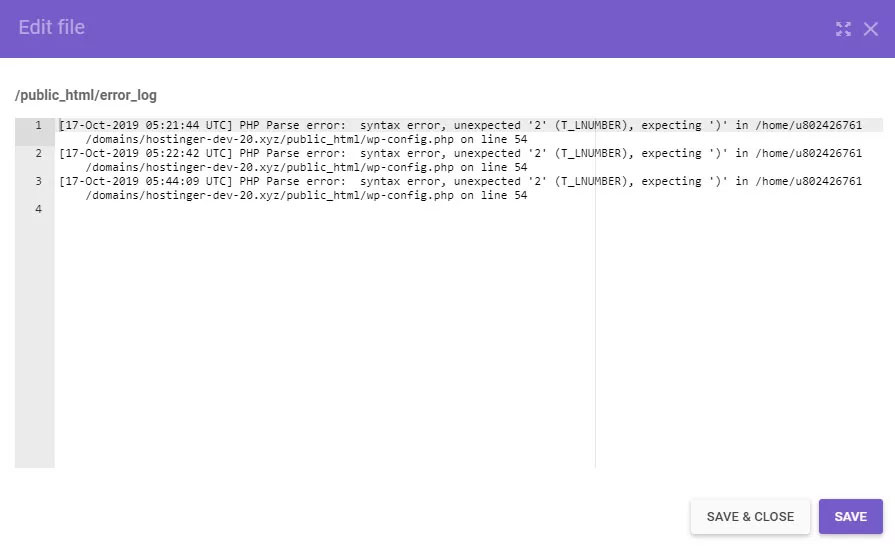 Edit file
/public_html/error_log
1 [17-Oct-2019 05:21:44 UTC] PHP Parse error:  syntax error, unexpected '2' (T_LNUMBER), expecting ')' in /home/u802426761
/domains/hostinger-dev-20.xyz/public_html/wp-config.php on line 54
2 [17-Oct-2019 05:22:42 UTC] PHP Parse error:  syntax error, unexpected '2' (T_LNUMBER), expecting ')' in /home/u802426761
/domains/hostinger-dev-20.xyz/public_html/wp-config.php on line 54
3 [17-Oct-2019 05:44:09 UTC] PHP Parse error:  syntax error, unexpected '2' (T_LNUMBER), expecting ')' in /home/u802426761
/domains/hostinger-dev-20.xyz/public_html/wp-config.php on line 54
4
SAVE & CLOSE SAVE